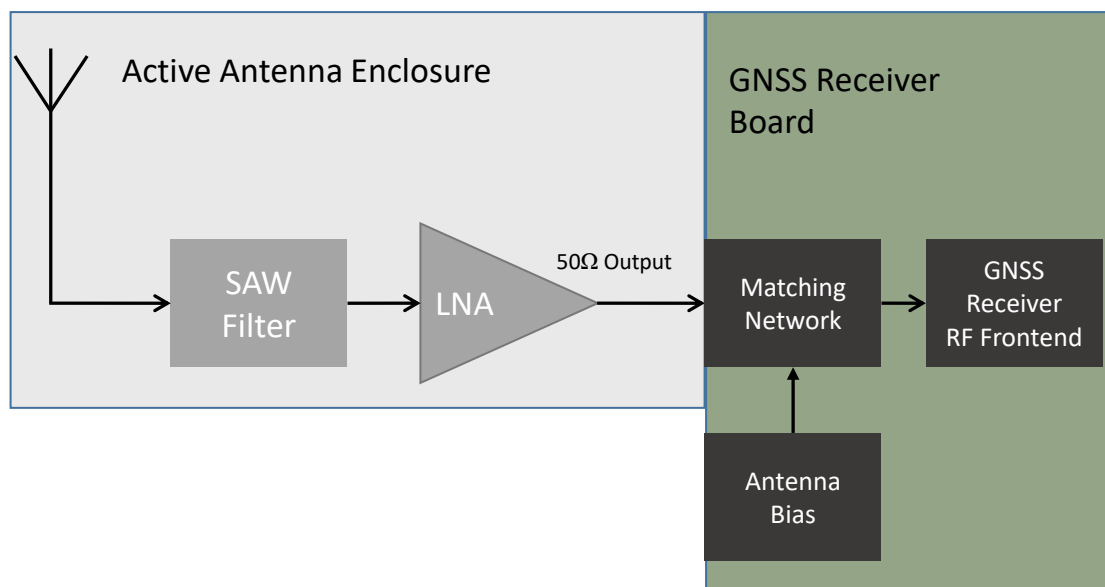 Active Antenna Enclosure
GNSS Receiver
Board
SAW
Filter
LNA
50Ω Output
Matching
Network
GNSS
Receiver
RF Frontend
Antenna
Bias